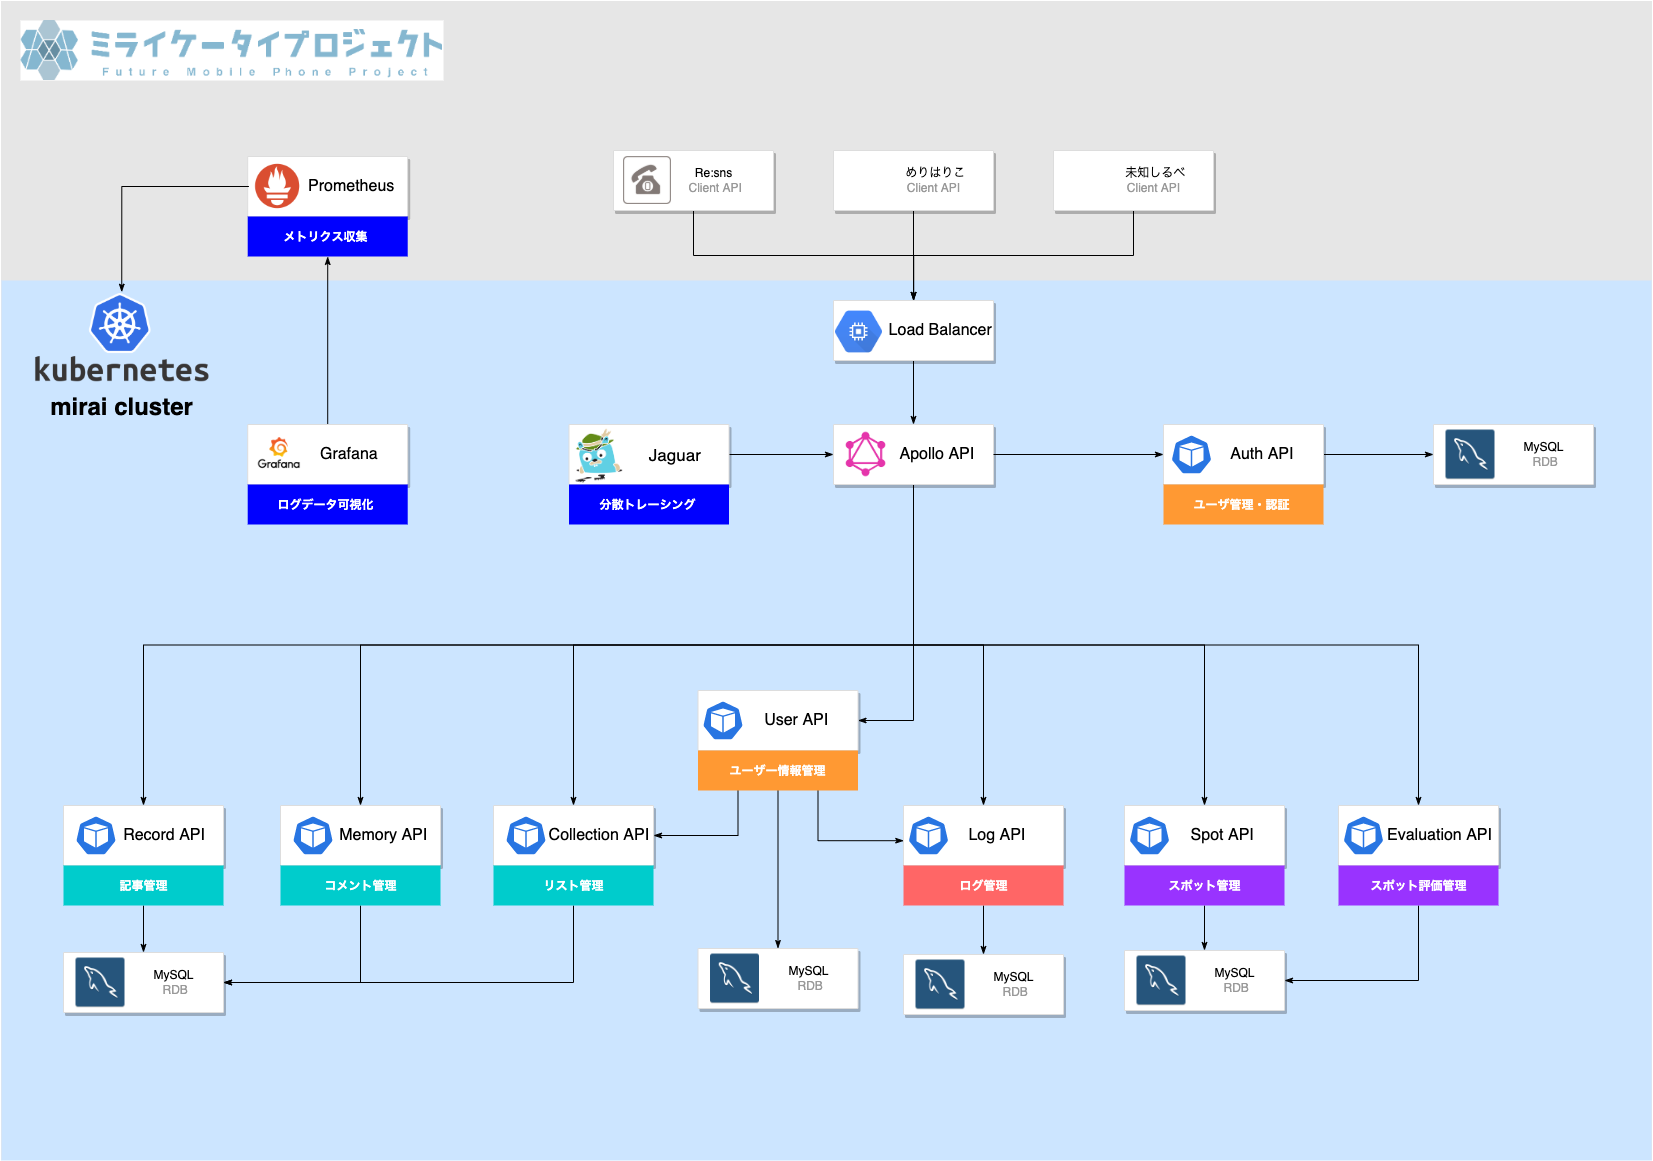 ミライケータイプロジェクト
Future Mobile Phone Project
Prometheus
メトリクス収集
Re:sns
Client API
めりはりこ
Client API
未知しるべ
Client API
kubernetes
mirai cluster
Load Balancer
Grafana
Grafana
ログデータ可視化
Jaguar
分散トレーシング
Apollo API
Auth API
ユーザ管理・認証
MySQL
RDB
User API
ユーザー情報管理
Record API
記事管理
Memory API
コメント管理
Collection API
リスト管理
Log API
ログ管理
Spot API
スポット管理
Evaluation API
スポット評価管理
MySQL
RDB
MySQL
RDB
MySQL
RDB
MySQL
RDB